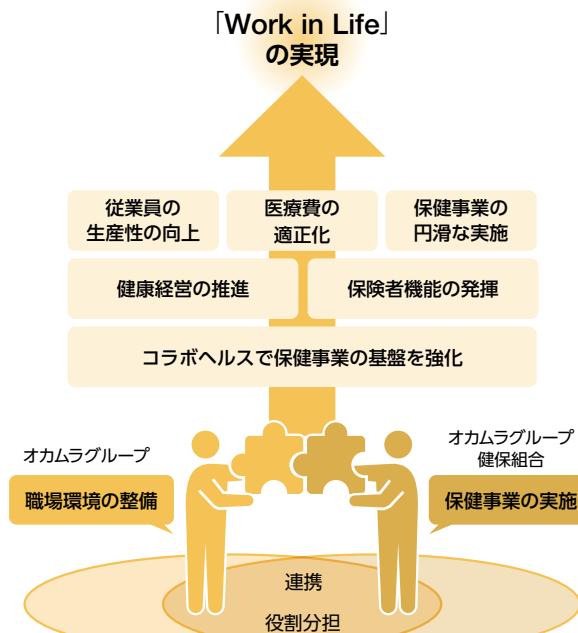 「Work in Life」
の実現
従業員の
生産性の向上
医療費の
適正化
保健事業の
円滑な実施
健康経営の推進
保険者機能の発揮
コラボヘルスで保健事業の基盤を強化
オカムラグループ
職場環境の整備
オカムラグループ
健保組合
保健事業の実施
連携
役割分担